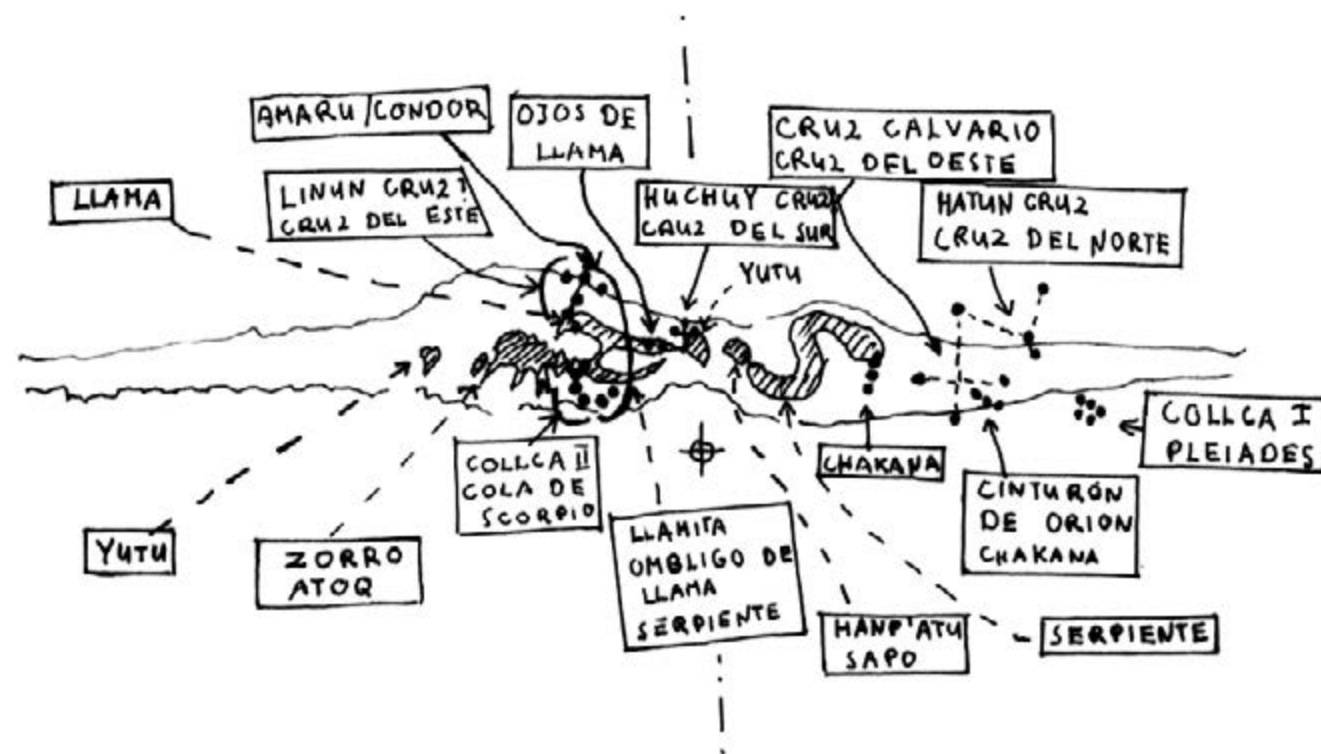 AMARU/CONDOR
OJOS DE
LLAMA
CRUZ CALVARIO
CRUZ DEL OESTE
LLAMA
LINUN CRUZ?
CRUZ DEL ESTE
HUCHUY CRUZ
CRUZ DEL SUR
HATUN CRUZ
CRUZ DEL NORTE
YUTU
COLLCA I
PLEIADES
COLLCA II
COLA DE
SCORPIO
CHAKANA
CINTURÓN
DE ORION
CHAKANA
YUTU
ZORRO
ATOQ
LLAMITA
OMBLIGO DE
LLAMA
SERPIENTE
HANP'ATU
SAPO
SERPIENTE